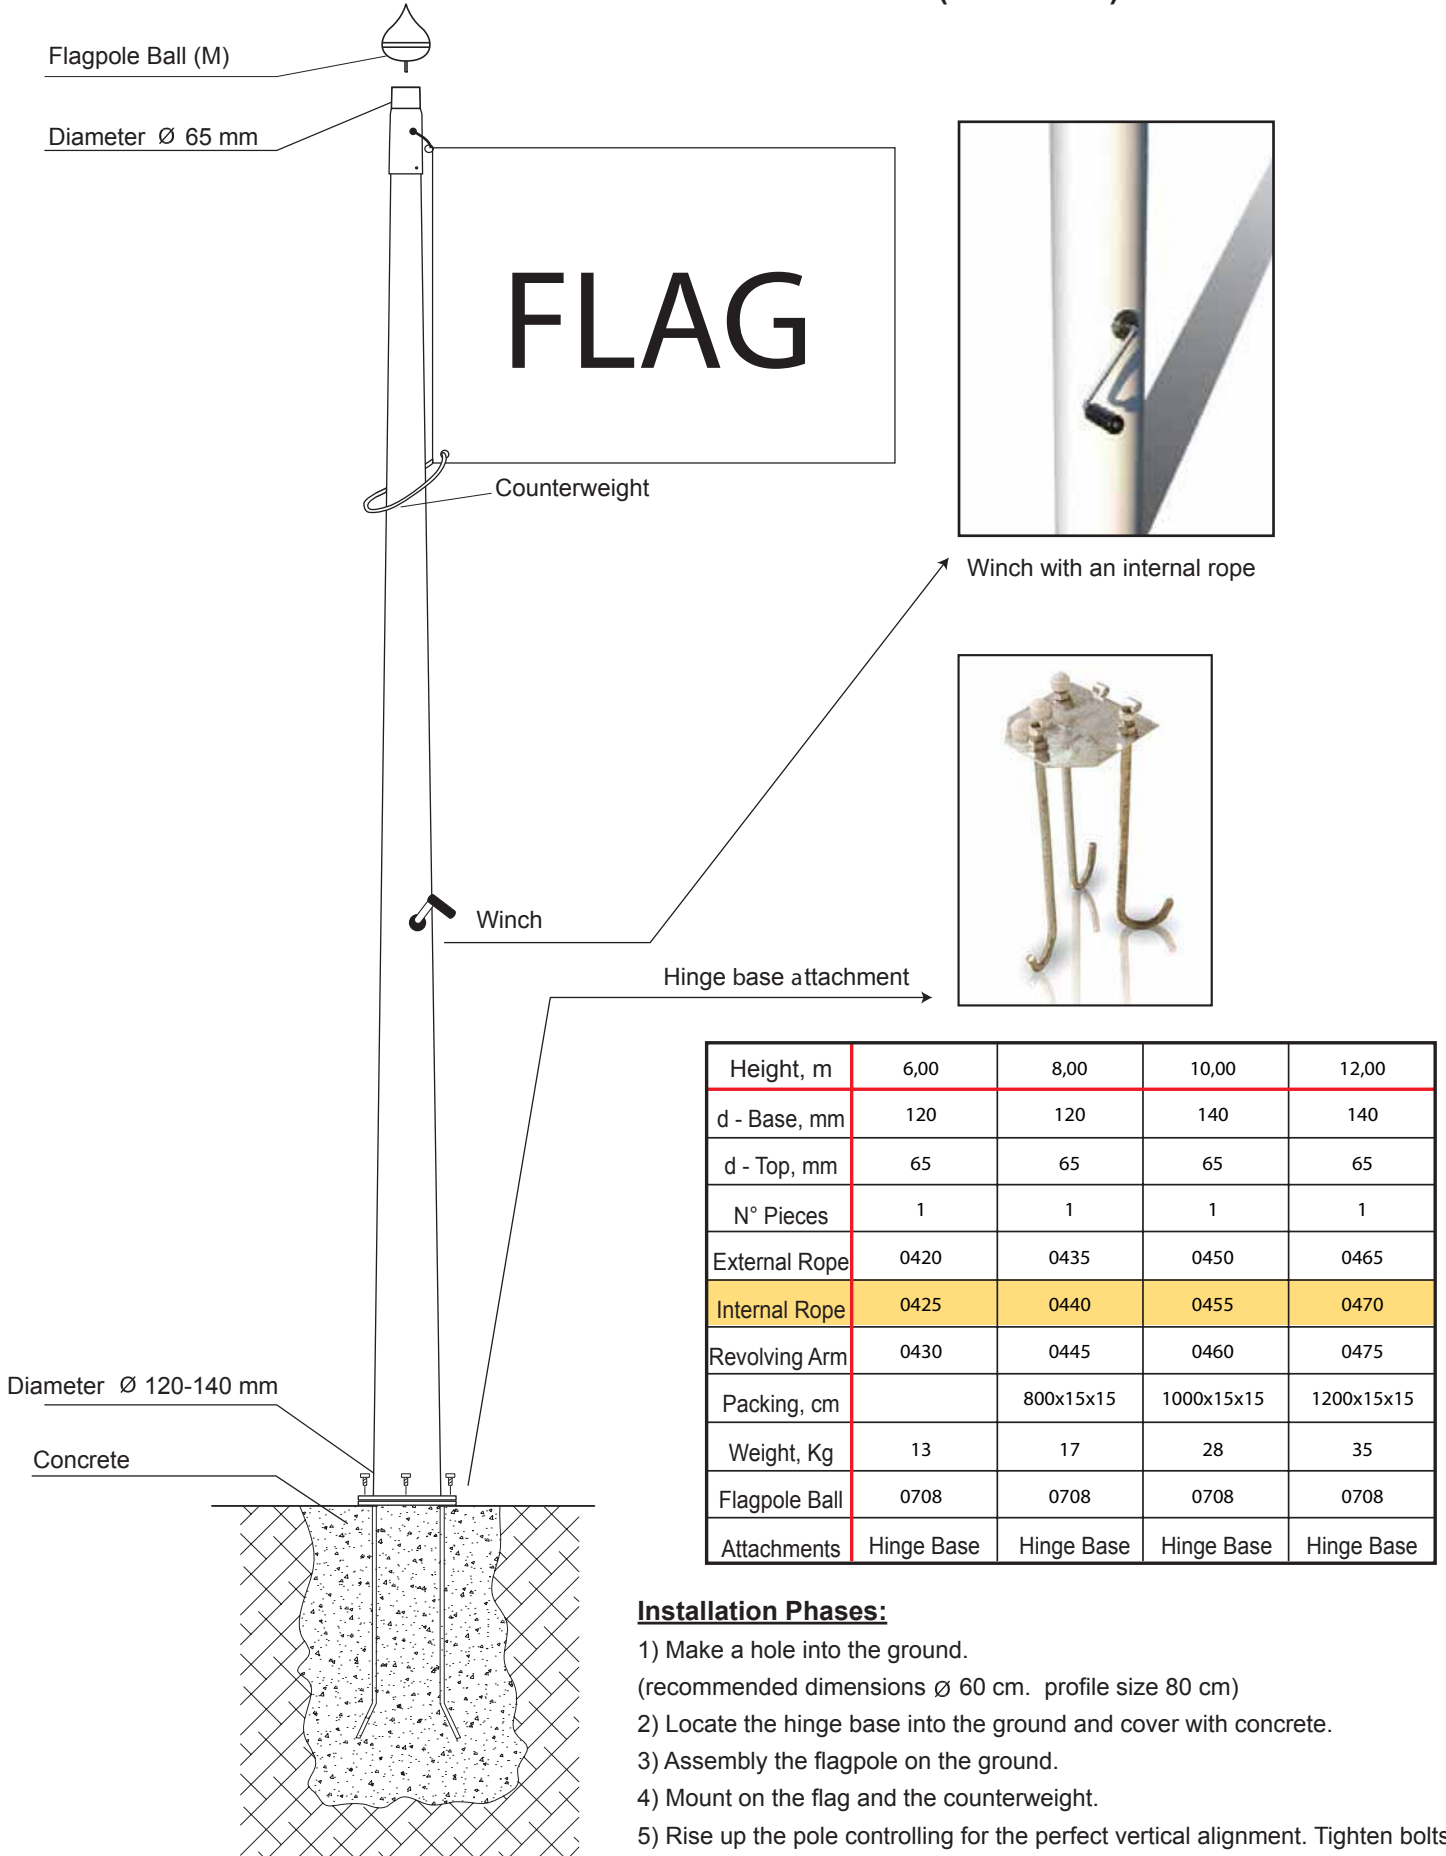 Flagpole Ball (M)
Diameter Ø 65 mm
FLAG
Counterweight
Winch with an internal rope
Winch
Hinge base attachment
Height, m 6,00 8,00 10,00 12,00
d - Base, mm 120 120 140 140
d - Top, mm 65 65 65 65
N° Pieces 1 1 1 1
External Rope 0420 0435 0450 0465
Internal Rope 0425 0440 0455 0470
Revolving Arm 0430 0445 0460 0475
Packing, cm 800x15x15 1000x15x15 1200x15x15
Weight, Kg 13 17 28 35
Flagpole Ball 0708 0708 0708 0708
Attachments Hinge Base Hinge Base Hinge Base Hinge Base
Diameter Ø 120-140 mm
Concrete
Installation Phases:
1) Make a hole into the ground.
(recommended dimensions Ø 60 cm. profile size 80 cm)
2) Locate the hinge base into the ground and cover with concrete.
3) Assembly the flagpole on the ground.
4) Mount on the flag and the counterweight.
5) Rise up the pole controlling for the perfect vertical alignment. Tighten bolts